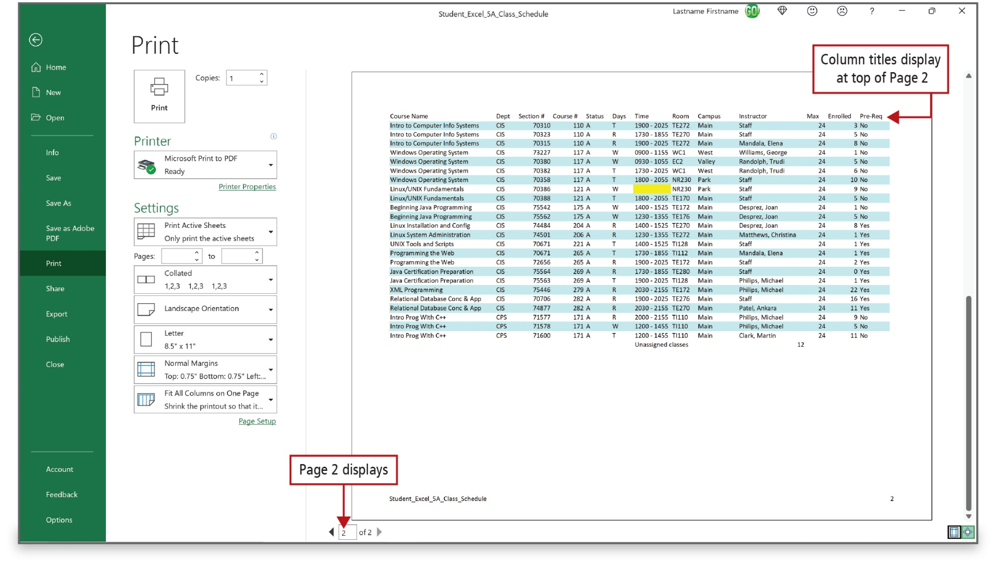 Student_Excel_5A_Class_Schedule
Lastname Firstname
GO!
?
Print
Home
New
Open
Info
Save
Save As
Save as Adobe
PDF
Print
Share
Export
Publish
Close
Account
Feedback
Options
Print
Copies: 1
Printer
Microsoft Print to PDF
Ready
Printer Properties
Settings
Print Active Sheets
Only print the active sheets
Pages: to
Collated
1,2,3 1,2,3 1,2,3
Landscape Orientation
Letter
8.5" x 11"
Normal Margins
Top: 0.75" Bottom: 0.75" Left:...
Fit All Columns on One Page
Shrink the printout so that it...
Page Setup
Column titles display
at top of Page 2
Course Name Dept Section # Course # Status Days Time Room Campus Instructor Max Enrolled Pre-Req
Intro to Computer Info Systems CIS 70310 110 A T 1900 - 2025 TE272 Main Staff 24 3 No
Intro to Computer Info Systems CIS 70323 110 A R 1730 - 1855 TE270 Main Staff 24 5 No
Intro to Computer Info Systems CIS 70315 110 A R 1900 - 2025 TE272 Main Mandala, Elena 24 8 No
Windows Operating System CIS 73227 117 A W 0900 - 1155 WC1 West Williams, George 24 1 No
Windows Operating System CIS 70380 117 A W 0930 - 1055 EC2 Valley Randolph, Trudi 24 5 No
Windows Operating System CIS 70382 117 A T 1730 - 2025 WC1 West Randolph, Trudi 24 6 No
Windows Operating System CIS 70358 117 A T 1800 - 2055 NR230 Park Staff 24 10 No
Linux/UNIX Fundamentals CIS 70386 121 A W NR230 Park Staff 24 9 No
Linux/UNIX Fundamentals CIS 70388 121 A T 1800 - 2055 TE170 Main Staff 24 5 No
Beginning Java Programming CIS 75542 175 A W 1400 - 1525 TE172 Main Desprez, Joan 24 1 No
Beginning Java Programming CIS 75562 175 A W 1230 - 1355 TE176 Main Desprez, Joan 24 5 No
Linux Installation and Config CIS 74484 204 A R 1400 - 1525 TE270 Main Desprez, Joan 24 8 Yes
Linux System Administration CIS 74501 206 A R 1230 - 1355 TE272 Main Matthews, Christina 24 1 Yes
UNIX Tools and Scripts CIS 70671 221 A T 1400 - 1525 TI128 Main Staff 24 1 Yes
Programming the Web CIS 70671 265 A T 1730 - 1855 TI112 Main Mandala, Elena 24 1 Yes
Programming the Web CIS 72656 265 A R 1900 - 2025 TE172 Main Staff 24 2 Yes
Java Certification Preparation CIS 75564 269 A R 1730 - 1855 TE280 Main Staff 24 0 Yes
Java Certification Preparation CIS 75563 269 A T 1900 - 2025 TI128 Main Philips, Michael 24 1 Yes
XML Programming CIS 75446 279 A R 2030 - 2155 TE172 Main Philips, Michael 24 22 Yes
Relational Database Conc & App CIS 70706 282 A R 1900 - 2025 TE276 Main Staff 24 16 Yes
Relational Database Conc & App CIS 74877 282 A R 2030 - 2155 TE270 Main Patel, Ankara 24 11 Yes
Intro Prog With C++ CPS 71577 171 A R 2000 - 2155 TI110 Main Philips, Michael 24 9 No
Intro Prog With C++ CPS 71578 171 A W 1200 - 1455 TI110 Main Philips, Michael 24 5 No
Intro Prog With C++ CPS 71600 171 A T 1200 - 1455 TI110 Main Clark, Martin 24 11 No
Unassigned classes 12
Page 2 displays
Student_Excel_5A_Class_Schedule 2
2 of 2